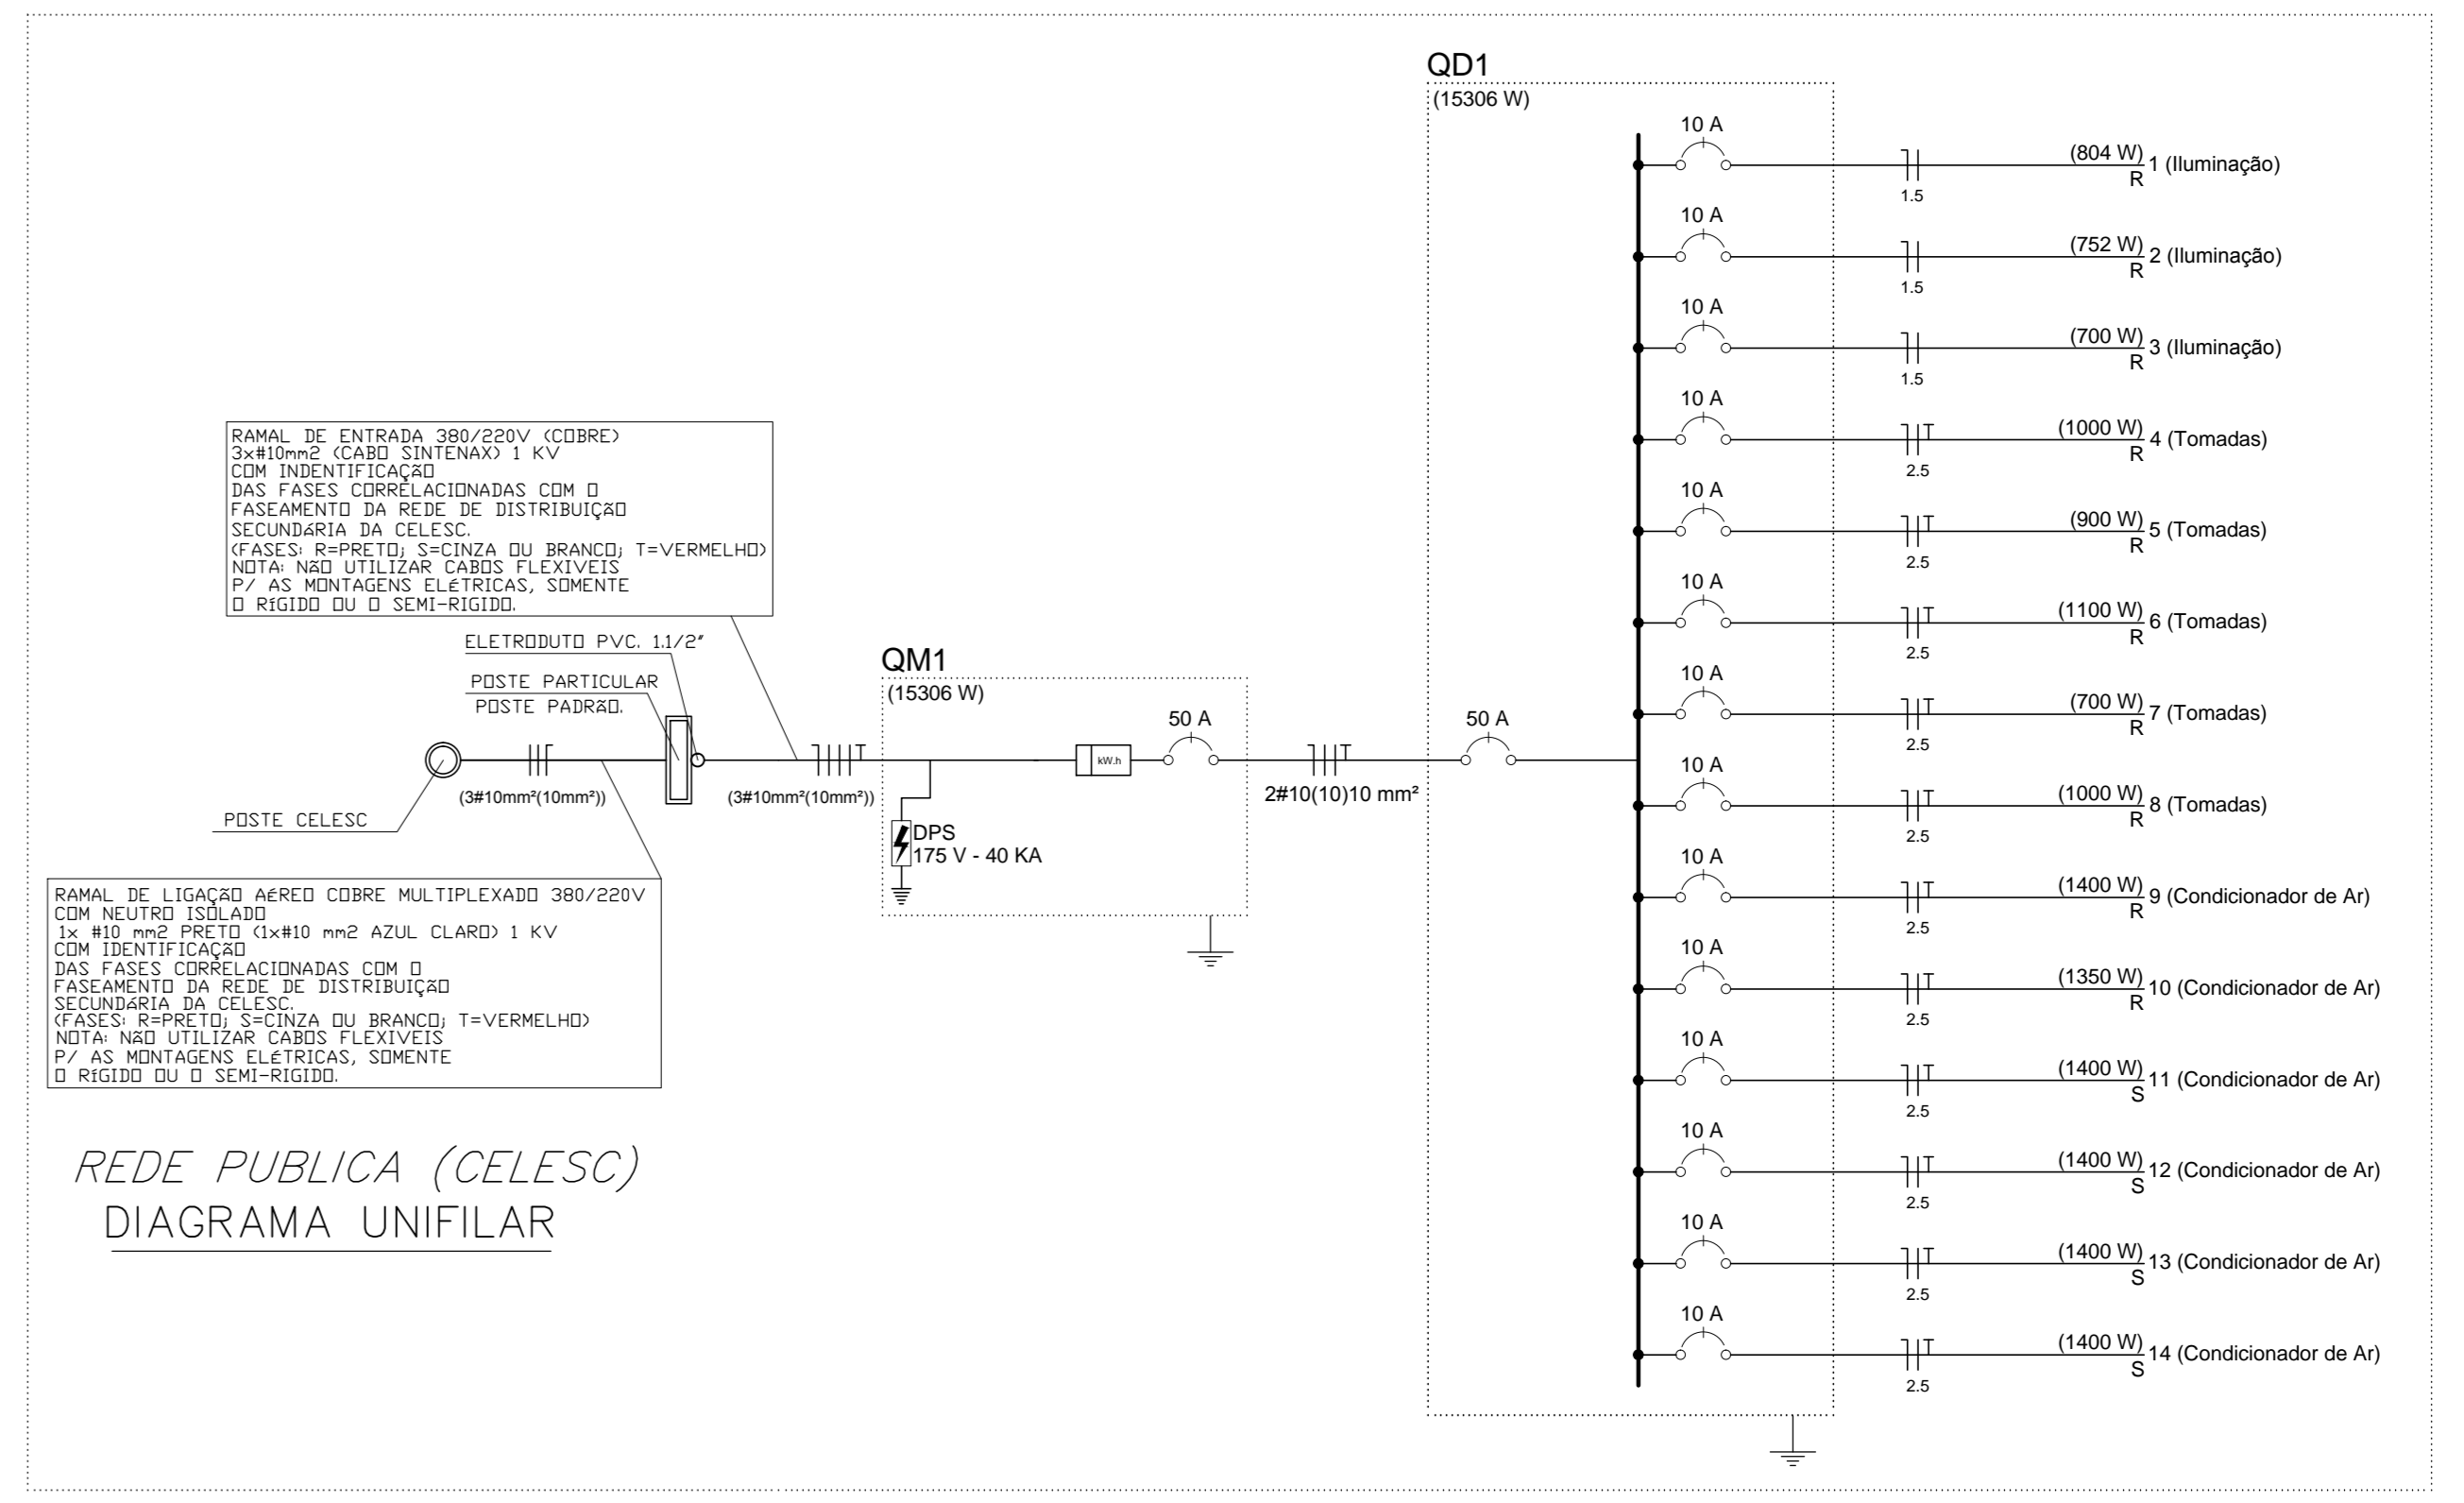 QD1
(15306 W)
10 A
(804 W)
1 (Iluminação)
R
1.5
10 A
(752 W)
2 (Iluminação)
R
1.5
10 A
(700 W)
3 (Iluminação)
R
1.5
10 A
(1000 W)
4 (Tomadas)
R
2.5
10 A
(900 W)
5 (Tomadas)
R
2.5
10 A
(1100 W)
6 (Tomadas)
R
2.5
10 A
(700 W)
7 (Tomadas)
R
2.5
10 A
(1000 W)
8 (Tomadas)
R
2.5
10 A
(1400 W)
9 (Condicionador de Ar)
R
2.5
10 A
(1350 W)
10 (Condicionador de Ar)
R
2.5
10 A
(1400 W)
11 (Condicionador de Ar)
S
2.5
10 A
(1400 W)
12 (Condicionador de Ar)
S
2.5
10 A
(1400 W)
13 (Condicionador de Ar)
S
2.5
10 A
(1400 W)
14 (Condicionador de Ar)
S
2.5
RAMAL DE ENTRADA 380/220V (COBRE)
3x#10mm2 (CABO SINTENAX) 1 KV
COM INDENTIFICAÇãO
DAS FASES CORRELACIONADAS COM O
FASEAMENTO DA REDE DE DISTRIBUIÇãO
SECUNDáRIA DA CELESC.
(FASES: R=PRETO; S=CINZA OU BRANCO; T=VERMELHO)
NOTA: NãO UTILIZAR CABOS FLEXIVEIS
P/ AS MONTAGENS ELéTRICAS, SOMENTE
O RíGIDO OU O SEMI-RIGIDO.
ELETRODUTO PVC. 1.1/2"
POSTE PARTICULAR
POSTE PADRãO.
QM1
(15306 W)
50 A
50 A
kW.h
(3#10mm²(10mm²))
(3#10mm²(10mm²))
2#10(10)10 mm²
POSTE CELESC
DPS
175 V - 40 KA
RAMAL DE LIGAÇãO AéREO COBRE MULTIPLEXADO 380/220V
COM NEUTRO ISOLADO
1x #10 mm2 PRETO (1x#10 mm2 AZUL CLARO) 1 KV
COM IDENTIFICAÇãO
DAS FASES CORRELACIONADAS COM O
FASEAMENTO DA REDE DE DISTRIBUIÇãO
SECUNDáRIA DA CELESC.
(FASES: R=PRETO; S=CINZA OU BRANCO; T=VERMELHO)
NOTA: NãO UTILIZAR CABOS FLEXIVEIS
P/ AS MONTAGENS ELéTRICAS, SOMENTE
O RíGIDO OU O SEMI-RIGIDO.
REDE PUBLICA (CELESC)
DIAGRAMA UNIFILAR